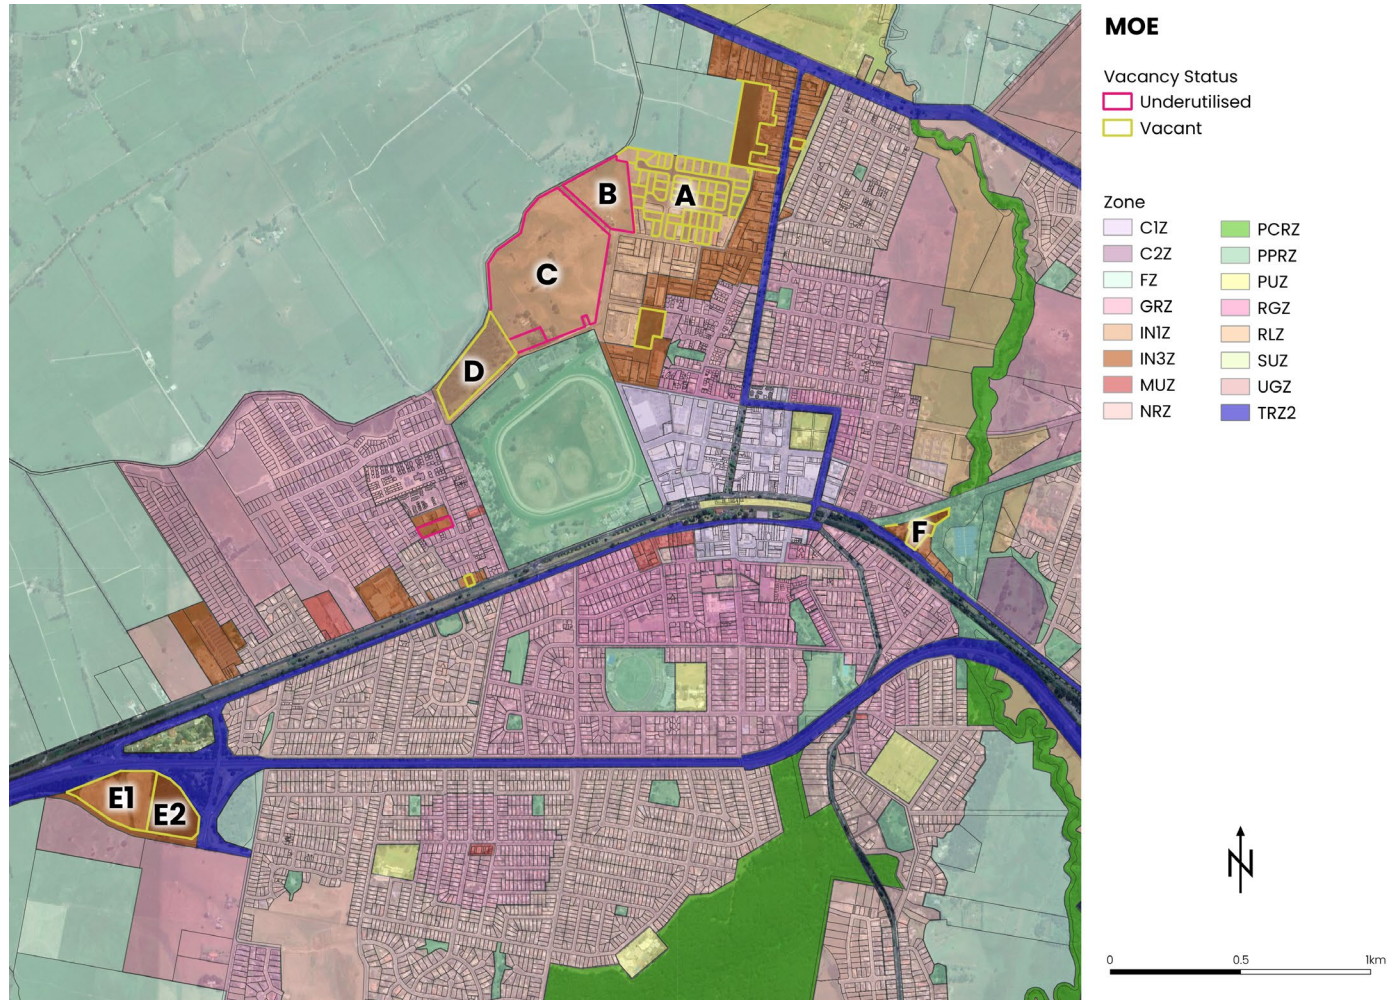 MOE
Vacancy Status
Underutilised
Vacant
Zone
C1Z
C2Z
FZ
GRZ
IN1Z
IN3Z
MUZ
NRZ
PCRZ
PPRZ
PUZ
RGZ
RLZ
SUZ
UGZ
TRZ2
A
B
C
D
E1
E2
F
N
0 0.5 1km